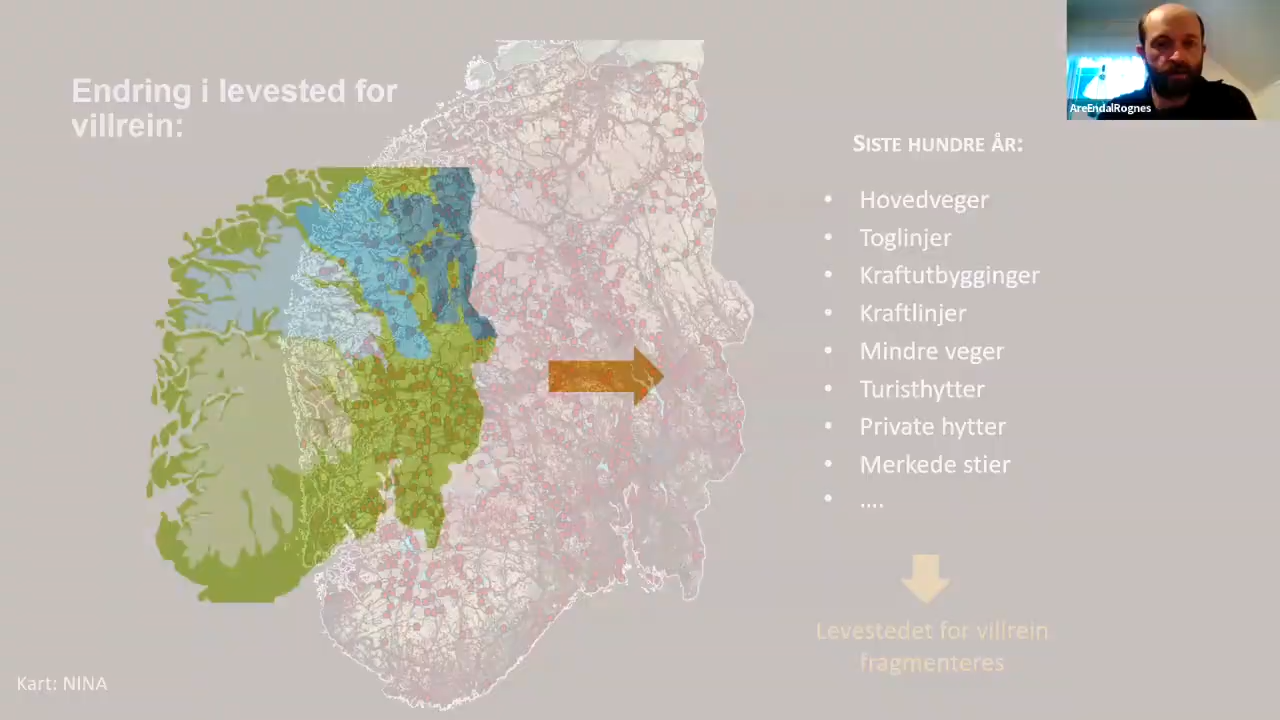 Endring i levested for
villrein:
AreEndalRognes
SISTE HUNDRE ÅR:
• Hovedveger
• Toglinjer
• Kraftutbygginger
• Kraftlinjer
• Mindre veger
• Turisthytter
• Private hytter
• Merkede stier
• ....
Levestedet for villrein
fragmenteres
Kart: NINA